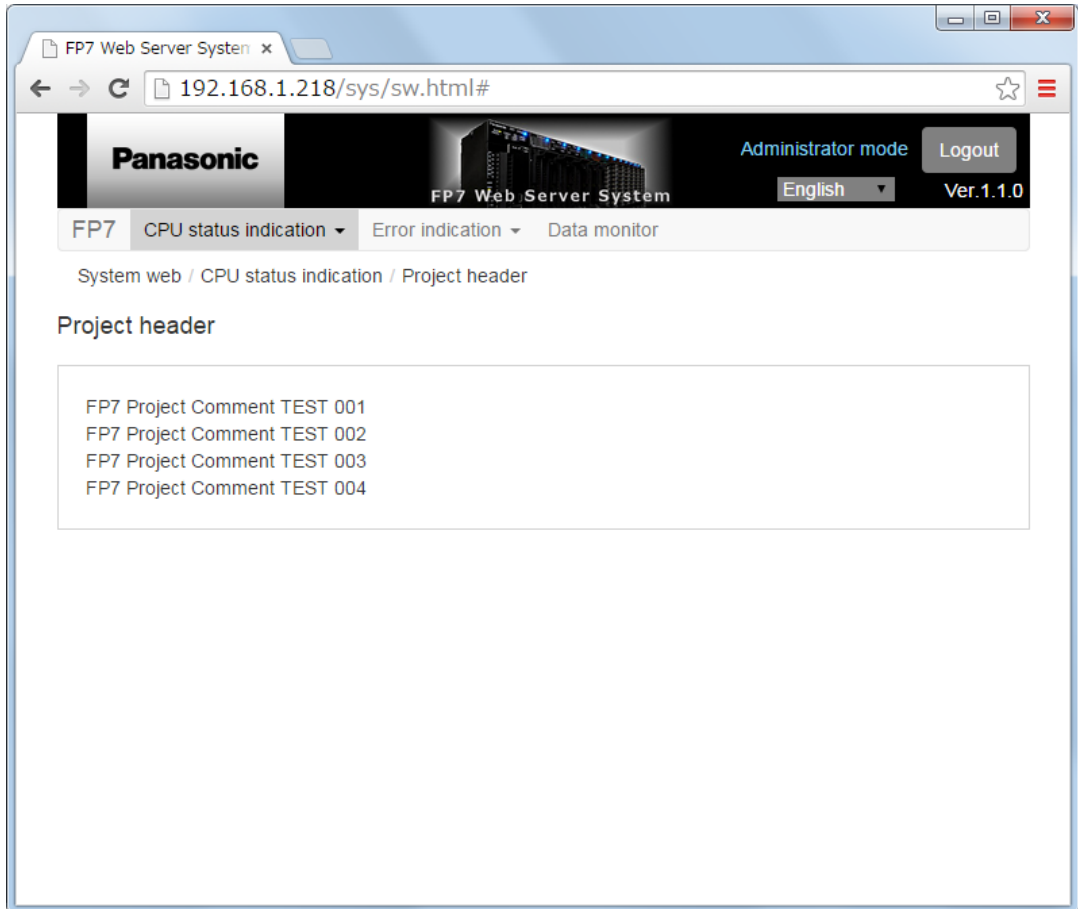 FP7 Web Server System
192.168.1.218/sys/sw.html#
Panasonic
FP7 Web Server System
Administrator mode
Logout
English
Ver.1.1.0
FP7 CPU status indication Error indication Data monitor
System web / CPU status indication / Project header
Project header
FP7 Project Comment TEST 001
FP7 Project Comment TEST 002
FP7 Project Comment TEST 003
FP7 Project Comment TEST 004